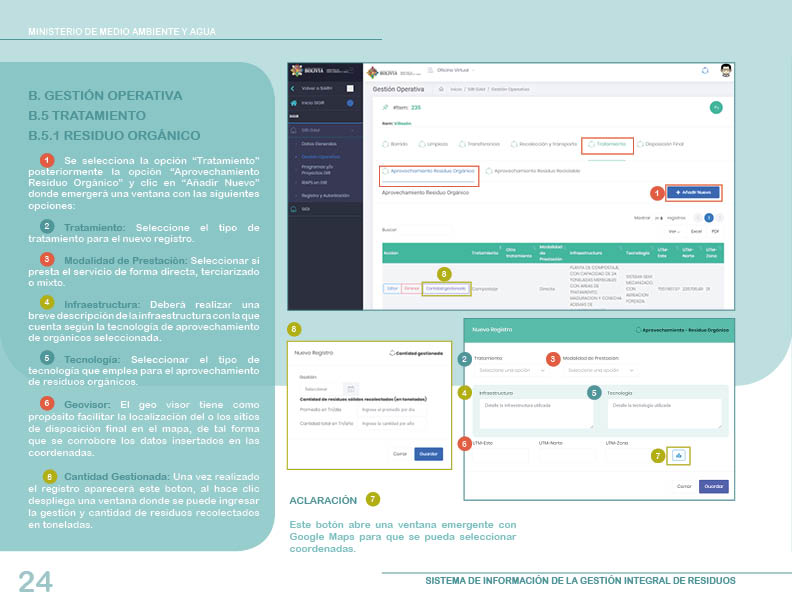 MINISTERIO DE MEDIO AMBIENTE Y AGUA
B. GESTIÓN OPERATIVA
B.5 TRATAMIENTO
B.5.1 RESIDUO ORGÁNICO
1 Se selecciona la opción “Tratamiento”
posteriormente la opción “Aprovechamiento
Residuo Orgánico” y clic en “Añadir Nuevo”
donde emergerá una ventana con las siguientes
opciones:
2 Tratamiento: Seleccione el tipo de
tratamiento para el nuevo registro.
3 Modalidad de Prestación: Seleccionar si
presta el servicio de forma directa, terciarizado
o mixto.
4 Infraestructura: Deberá realizar una
breve descripción de la infraestructura con la que
cuenta según la tecnología de aprovechamiento
de orgánicos seleccionada.
5 Tecnología: Seleccionar el tipo de
tecnología que emplea para el aprovechamiento
de residuos orgánicos.
6 Geovisor: El geo visor tiene como
propósito facilitar la localización del o los sitios
de disposición final en el mapa, de tal forma
que se corrobore los datos insertados en las
coordenadas.
8 Cantidad Gestionada: Una vez realizado
el registro aparecerá este boton, al hace clic
despliega una ventana donde se puede ingresar
la gestión y cantidad de residuos recolectados
en toneladas.
BOLIVIA
Volver a SIARH
Inicio SIGIR
SIGIR
SIR-SAM
Datos Generales
Gestión Operativa
Programas y/o
Proyectos GIR
RAPS en GIR
Registro y Autorización
BOLIVIA Oficina Virtual
Gestión Operativa Inicio / SIR-SAM / Gestión Operativa
#Item: 235
Barrido Limpieza Transferencia Recolección y transporte Tratamiento Disposición Final
Aprovechamiento Residuo Orgánico Aprovechamiento Residuo Reciclable
Aprovechamiento Residuo Orgánico
1 + Añadir Nuevo
Mostrar registros 1
Buscar Ver Excel PDF
Accion Tratamiento Otro tratamiento Modalidad de Prestación Infraestructura Tecnología UTM-Este UTM-Norte UTM-Zona
8
Editar Eliminar Cantidad gestionada Compostaje Directa
PLANTA DE COMPOSTAJE,
CON CAPACIDAD DE 24
TONELADAS MENSUALES
CON AREAS DE
TRATAMIENTO,
MADURACION Y COSECHA
ADEMAS DE
SISTEMA SEMI
MECANIZADO,
CON
AIREACION
FORZADA.
8
Nuevo Registro Cantidad gestionada
Gestión
Seleccionar
Cantidad de residuos sólidos recolectados (en toneladas)
Promedio en Tn/día Ingrese el promedio por día
Cantidad total en Tn/año Ingrese la cantidad por año
Cerrar Guardar
Nuevo Registro Aprovechamiento - Residuo Orgánico
2 Tratamiento 3 Modalidad de Prestación
Seleccione una opción Seleccione una opción
4 Infraestructura 5 Tecnología
Detalle la infraestructura utilizada Detalle la tecnología utilizada
6 UTM-Este UTM-Norte UTM-Zona
7
Cerrar Guardar
ACLARACIÓN 7
Este botón abre una ventana emergente con
Google Maps para que se pueda seleccionar
coordenadas.
24
SISTEMA DE INFORMACIÓN DE LA GESTIÓN INTEGRAL DE RESIDUOS